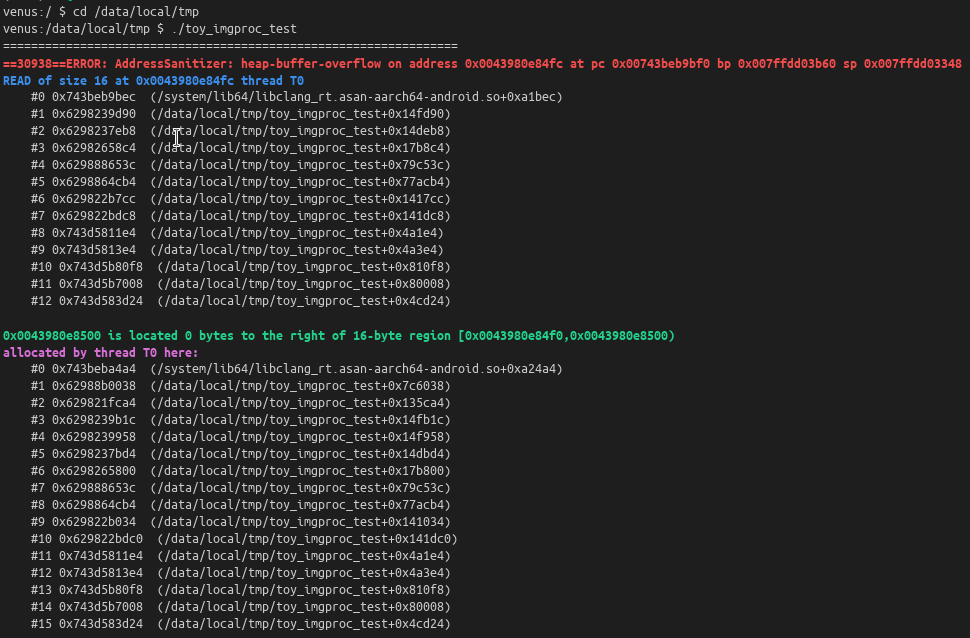 venus:/ $ cd /data/local/tmp
venus:/data/local/tmp $ ./toy_imgproc_test
=================================================================
==30938==ERROR: AddressSanitizer: heap-buffer-overflow on address 0x0043980e84fc at pc 0x00743beb9bf0 bp 0x007ffdd03b60 sp 0x007ffdd03348
READ of size 16 at 0x0043980e84fc thread T0
    #0 0x743beb9bec  (/system/lib64/libclang_rt.asan-aarch64-android.so+0xa1bec)
    #1 0x6298239d90  (/data/local/tmp/toy_imgproc_test+0x14fd90)
    #2 0x6298237eb8  (/data/local/tmp/toy_imgproc_test+0x14deb8)
    #3 0x62982658c4  (/data/local/tmp/toy_imgproc_test+0x17b8c4)
    #4 0x629888653c  (/data/local/tmp/toy_imgproc_test+0x79c53c)
    #5 0x6298864cb4  (/data/local/tmp/toy_imgproc_test+0x77acb4)
    #6 0x629822b7cc  (/data/local/tmp/toy_imgproc_test+0x1417cc)
    #7 0x629822bdc8  (/data/local/tmp/toy_imgproc_test+0x141dc8)
    #8 0x743d5811e4  (/data/local/tmp/toy_imgproc_test+0x4a1e4)
    #9 0x743d5813e4  (/data/local/tmp/toy_imgproc_test+0x4a3e4)
    #10 0x743d5b80f8  (/data/local/tmp/toy_imgproc_test+0x810f8)
    #11 0x743d5b7008  (/data/local/tmp/toy_imgproc_test+0x80008)
    #12 0x743d583d24  (/data/local/tmp/toy_imgproc_test+0x4cd24)

0x0043980e8500 is located 0 bytes to the right of 16-byte region [0x0043980e84f0,0x0043980e8500)
allocated by thread T0 here:
    #0 0x743beba4a4  (/system/lib64/libclang_rt.asan-aarch64-android.so+0xa24a4)
    #1 0x62988b0038  (/data/local/tmp/toy_imgproc_test+0x7c6038)
    #2 0x629821fca4  (/data/local/tmp/toy_imgproc_test+0x135ca4)
    #3 0x6298239b1c  (/data/local/tmp/toy_imgproc_test+0x14fb1c)
    #4 0x6298239958  (/data/local/tmp/toy_imgproc_test+0x14f958)
    #5 0x6298237bd4  (/data/local/tmp/toy_imgproc_test+0x14dbd4)
    #6 0x6298265800  (/data/local/tmp/toy_imgproc_test+0x17b800)
    #7 0x629888653c  (/data/local/tmp/toy_imgproc_test+0x79c53c)
    #8 0x6298864cb4  (/data/local/tmp/toy_imgproc_test+0x77acb4)
    #9 0x629822b034  (/data/local/tmp/toy_imgproc_test+0x141034)
    #10 0x629822bdc0  (/data/local/tmp/toy_imgproc_test+0x141dc0)
    #11 0x743d5811e4  (/data/local/tmp/toy_imgproc_test+0x4a1e4)
    #12 0x743d5813e4  (/data/local/tmp/toy_imgproc_test+0x4a3e4)
    #13 0x743d5b80f8  (/data/local/tmp/toy_imgproc_test+0x810f8)
    #14 0x743d5b7008  (/data/local/tmp/toy_imgproc_test+0x80008)
    #15 0x743d583d24  (/data/local/tmp/toy_imgproc_test+0x4cd24)